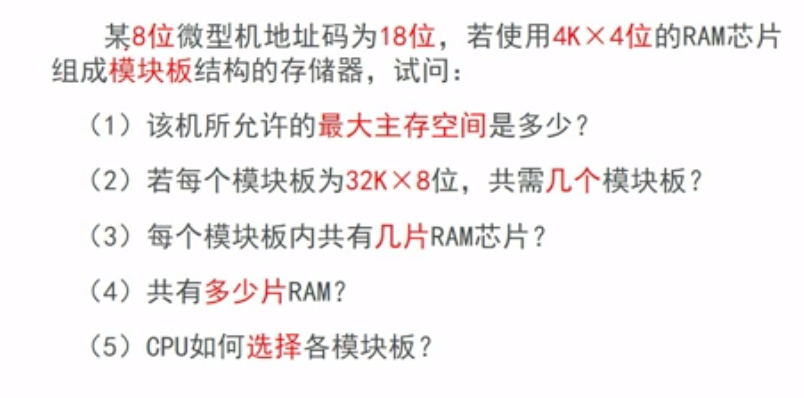 某8位微型机地址码为18位，若使用4K×4位的RAM芯片
组成模块板结构的存储器，试问：
（1）该机所允许的最大主存空间是多少？
（2）若每个模块板为32K×8位，共需几个模块板？
（3）每个模块板内共有几片RAM芯片？
（4）共有多少片RAM？
（5）CPU如何选择各模块板？